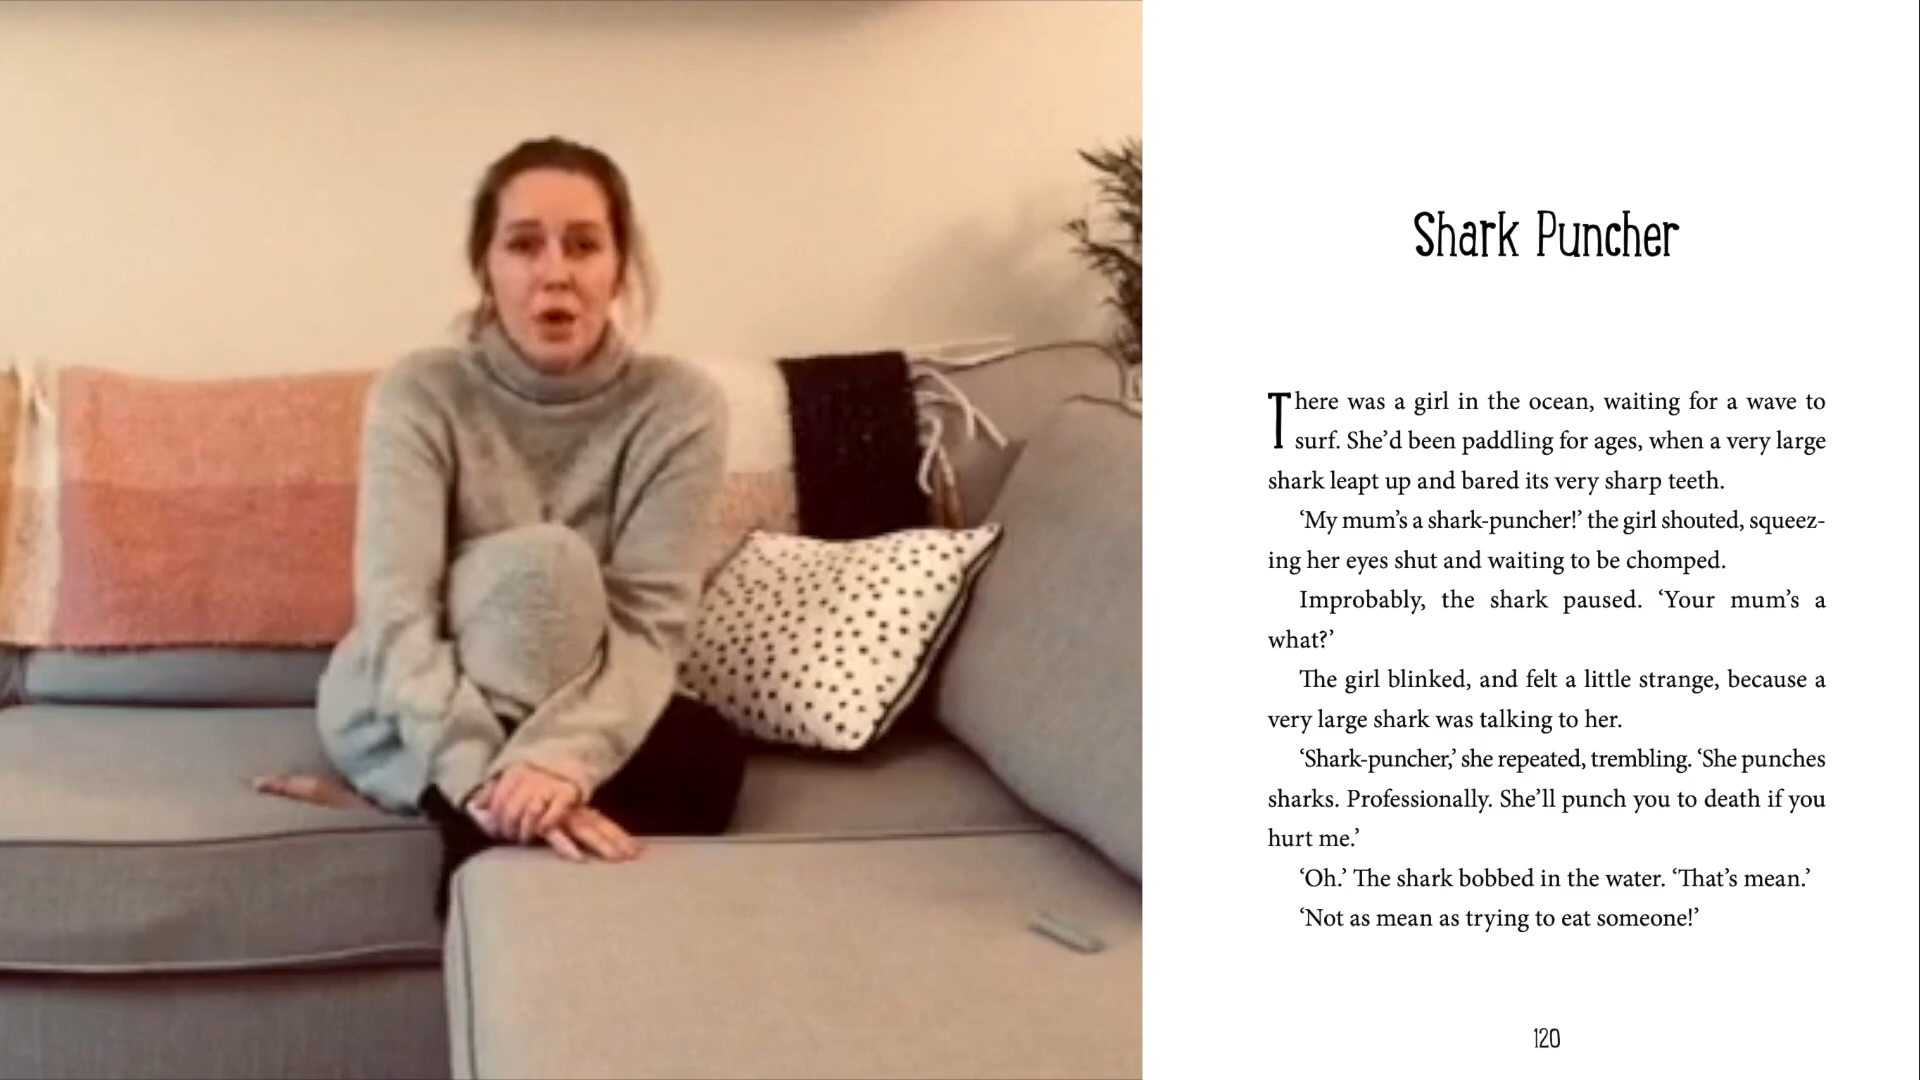 Shark Puncher
There was a girl in the ocean, waiting for a wave to
surf. She’d been paddling for ages, when a very large
shark leapt up and bared its very sharp teeth.
‘My mum’s a shark-puncher!’ the girl shouted, squeez-
ing her eyes shut and waiting to be chomped.
Improbably, the shark paused. ‘Your mum’s a
what?’
The girl blinked, and felt a little strange, because a
very large shark was talking to her.
‘Shark-puncher,’ she repeated, trembling. ‘She punches
sharks. Professionally. She’ll punch you to death if you
hurt me.’
‘Oh.’ The shark bobbed in the water. ‘That’s mean.’
‘Not as mean as trying to eat someone!’
120